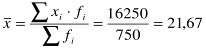 x̄ = ∑ xᵢ · fᵢ / ∑ fᵢ = 16250 / 750 = 21,67